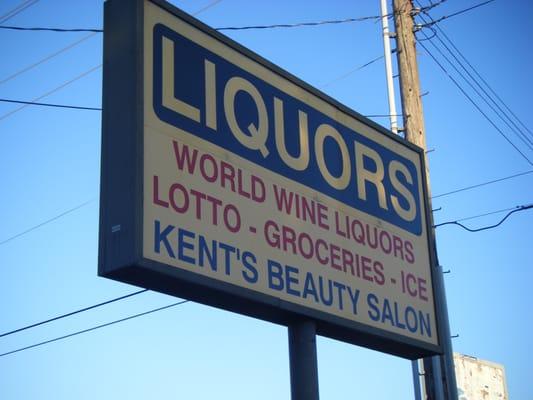 LIQUORS
WORLD WINE LIQUORS
LOTTO - GROCERIES - ICE
KENT'S BEAUTY SALON